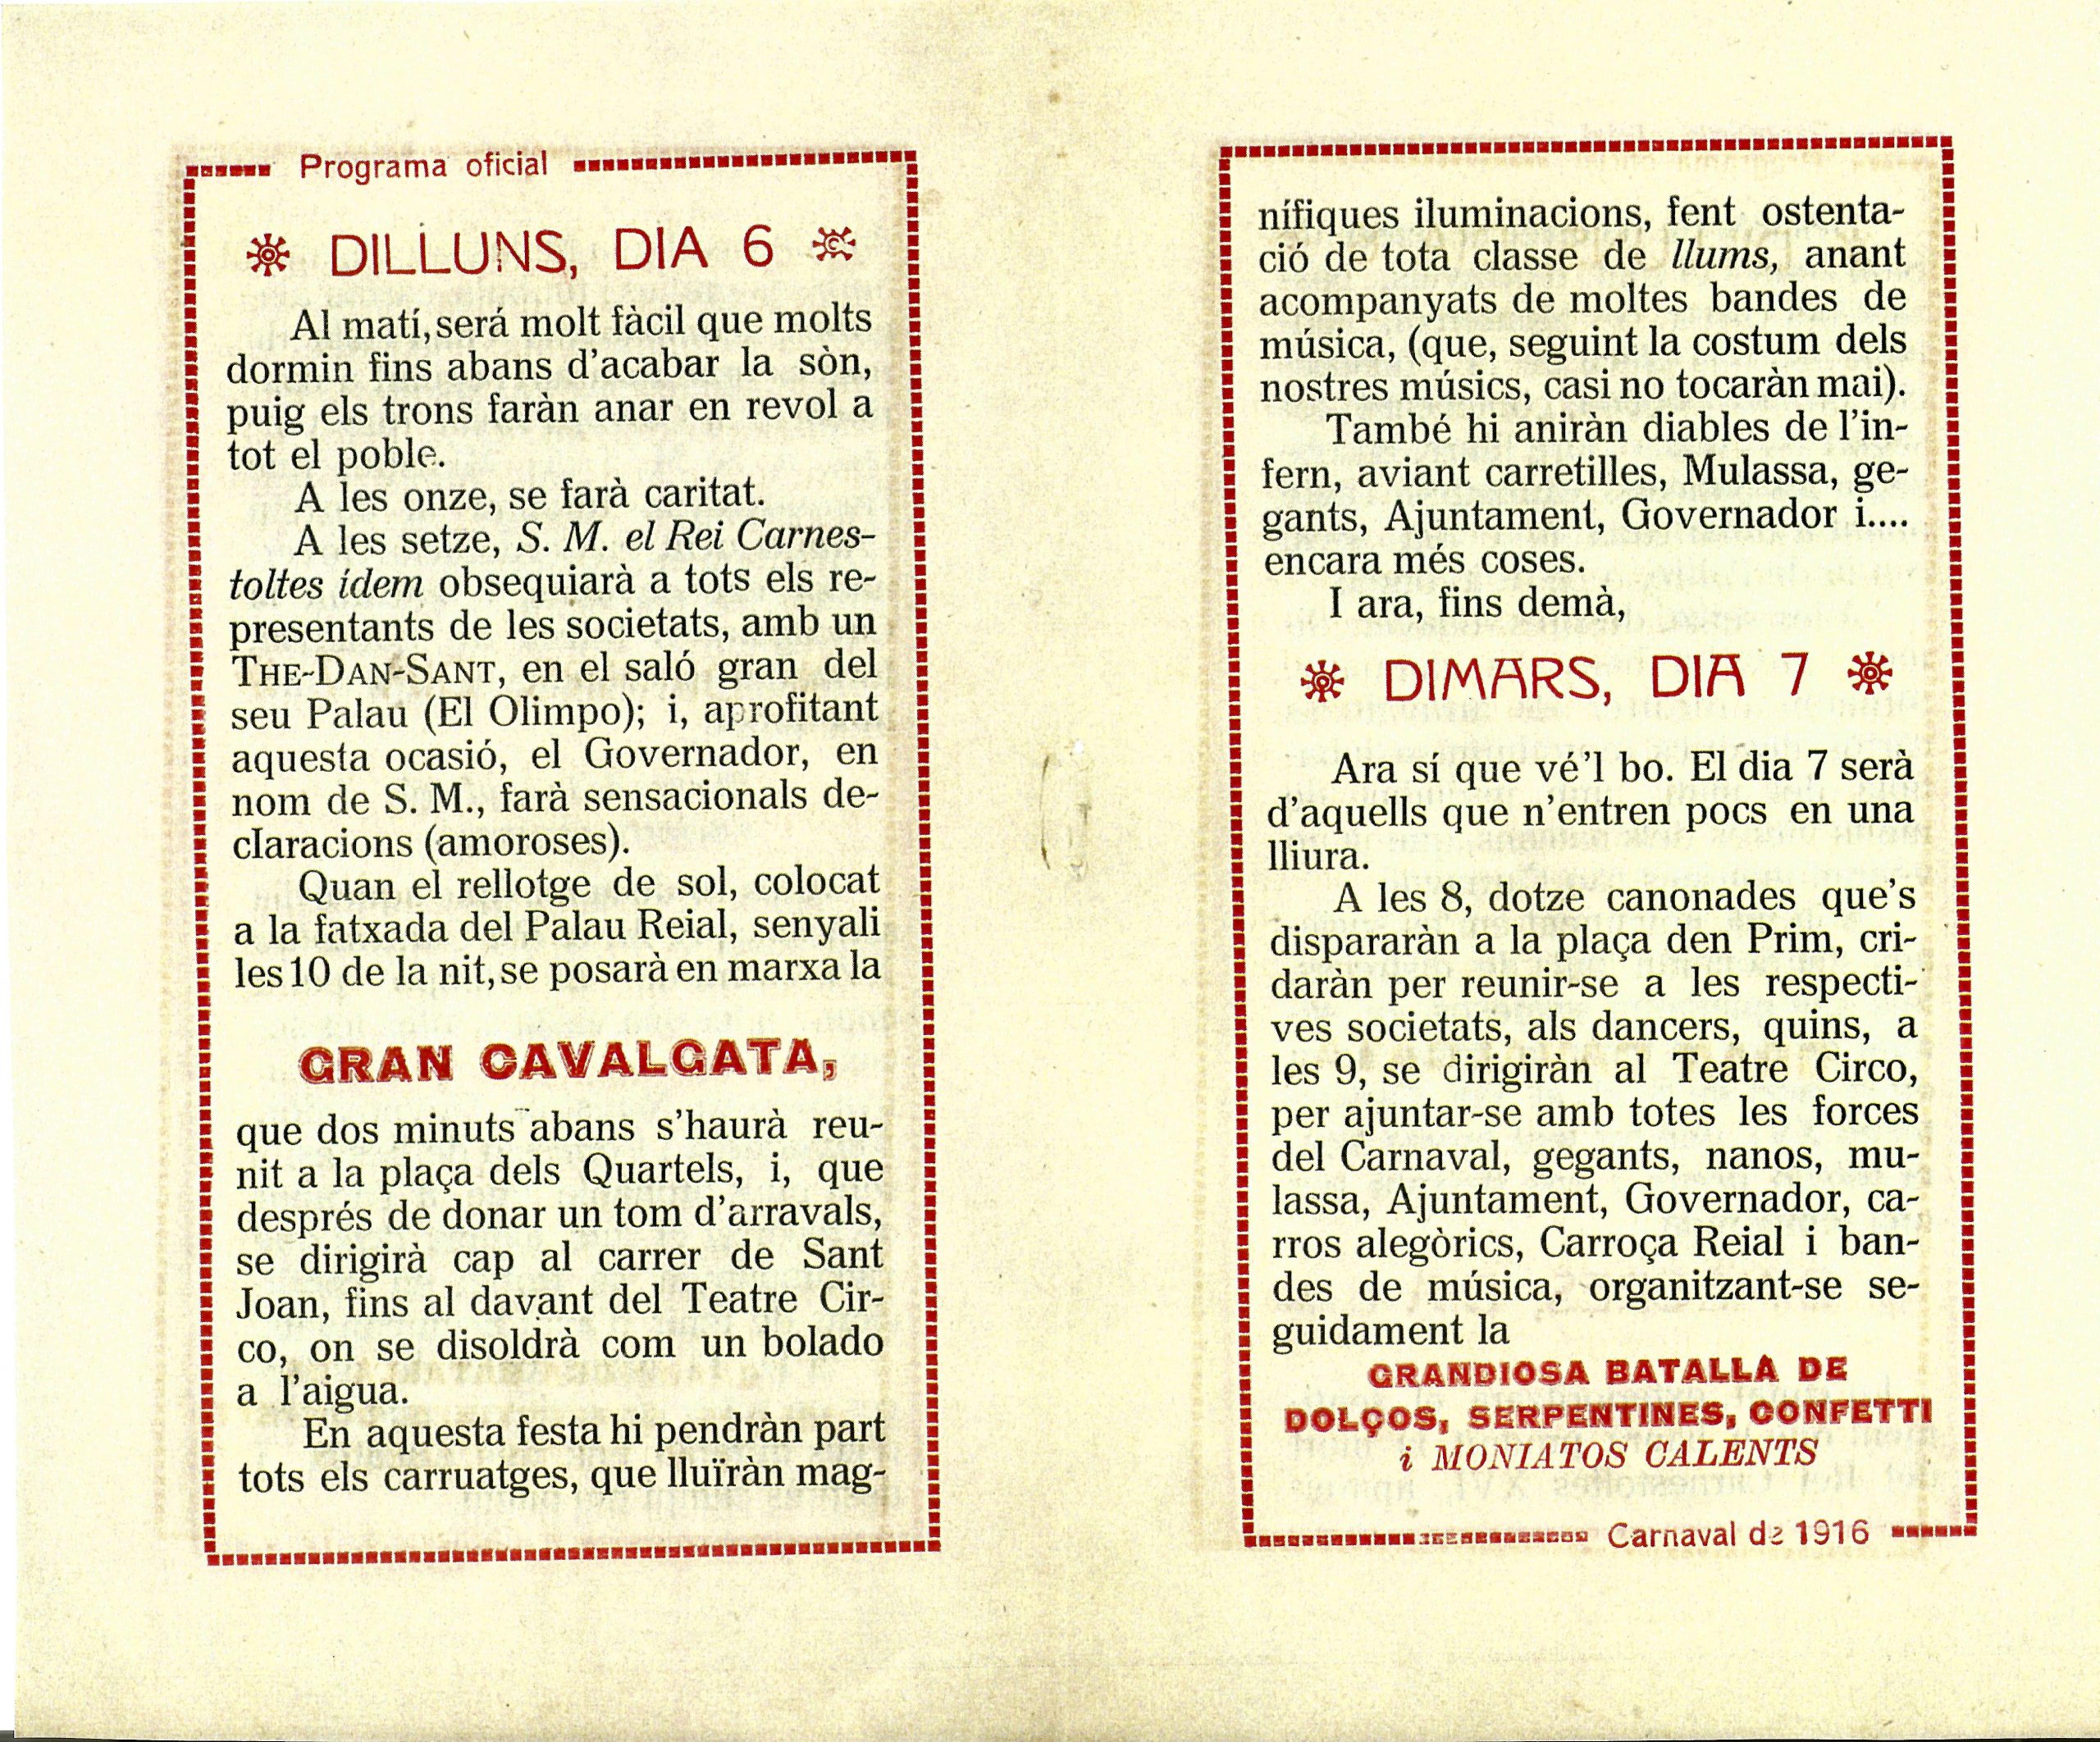 Programa oficial
DILLUNS, DIA 6
Al matí, será molt fàcil que molts
dormin fins abans d'acabar la sòn,
puig els trons faràn anar en revol a
tot el poble.
A les onze, se farà caritat.
A les setze, S. M. el Rei Carnes-
toltes ídem obsequiarà a tots els re-
presentants de les societats, amb un
THE-DAN-SANT, en el saló gran del
seu Palau (El Olimpo); i, aprofitant
aquesta ocasió, el Governador, en
nom de S. M., farà sensacionals de-
claracions (amoroses).
Quan el rellotge de sol, colocat
a la fatxada del Palau Reial, senyali
les 10 de la nit, se posarà en marxa la
GRAN CAVALCATA,
que dos minuts abans s'haurà reu-
nit a la plaça dels Quartels, i, que
després de donar un tom d'arravals,
se dirigirà cap al carrer de Sant
Joan, fins al davant del Teatre Cir-
co, on se disoldrà com un bolado
a l'aigua.
En aquesta festa hi pendràn part
tots els carruatges, que lluïràn mag-
nífiques iluminacions, fent ostenta-
ció de tota classe de llums, anant
acompanyats de moltes bandes de
música, (que, seguint la costum dels
nostres músics, casi no tocaràn mai).
També hi aniràn diables de l'in-
fern, aviant carretilles, Mulassa, ge-
gants, Ajuntament, Governador i....
encara més coses.
I ara, fins demà,
DIMARS, DIA 7
Ara sí que vé'l bo. El dia 7 serà
d'aquells que n'entren pocs en una
lliura.
A les 8, dotze canonades que's
dispararàn a la plaça den Prim, cri-
daràn per reunir-se a les respecti-
ves societats, als dancers, quins, a
les 9, se dirigiràn al Teatre Circo,
per ajuntar-se amb totes les forces
del Carnaval, gegants, nanos, mu-
lassa, Ajuntament, Governador, ca-
rros alegòrics, Carroça Reial i ban-
des de música, organitzant-se se-
guidament la
GRANDIOSA BATALLA DE
DOLÇOS, SERPENTINES, CONFETTI
i MONIATOS CALENTS
Carnaval de 1916